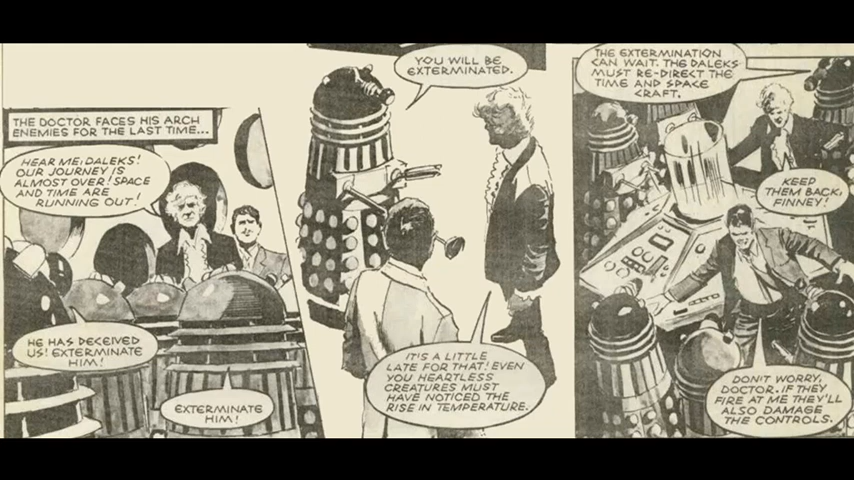 THE DOCTOR FACES HIS ARCH
ENEMIES FOR THE LAST TIME...
HEAR ME, DALEKS!
OUR JOURNEY IS
ALMOST OVER! SPACE
AND TIME ARE
RUNNING OUT!
HE HAS DECEIVED
US! EXTERMINATE
HIM!
EXTERMINATE
HIM!
YOU WILL BE
EXTERMINATED.
IT'S A LITTLE
LATE FOR THAT! EVEN
YOU HEARTLESS
CREATURES MUST
HAVE NOTICED THE
RISE IN TEMPERATURE.
THE EXTERMINATION
CAN WAIT. THE DALEKS
MUST RE-DIRECT THE
TIME AND SPACE
CRAFT.
KEEP
THEM BACK,
FINNEY!
DON'T WORRY,
DOCTOR. IF THEY
FIRE AT ME THEY'LL
ALSO DAMAGE
THE CONTROLS.